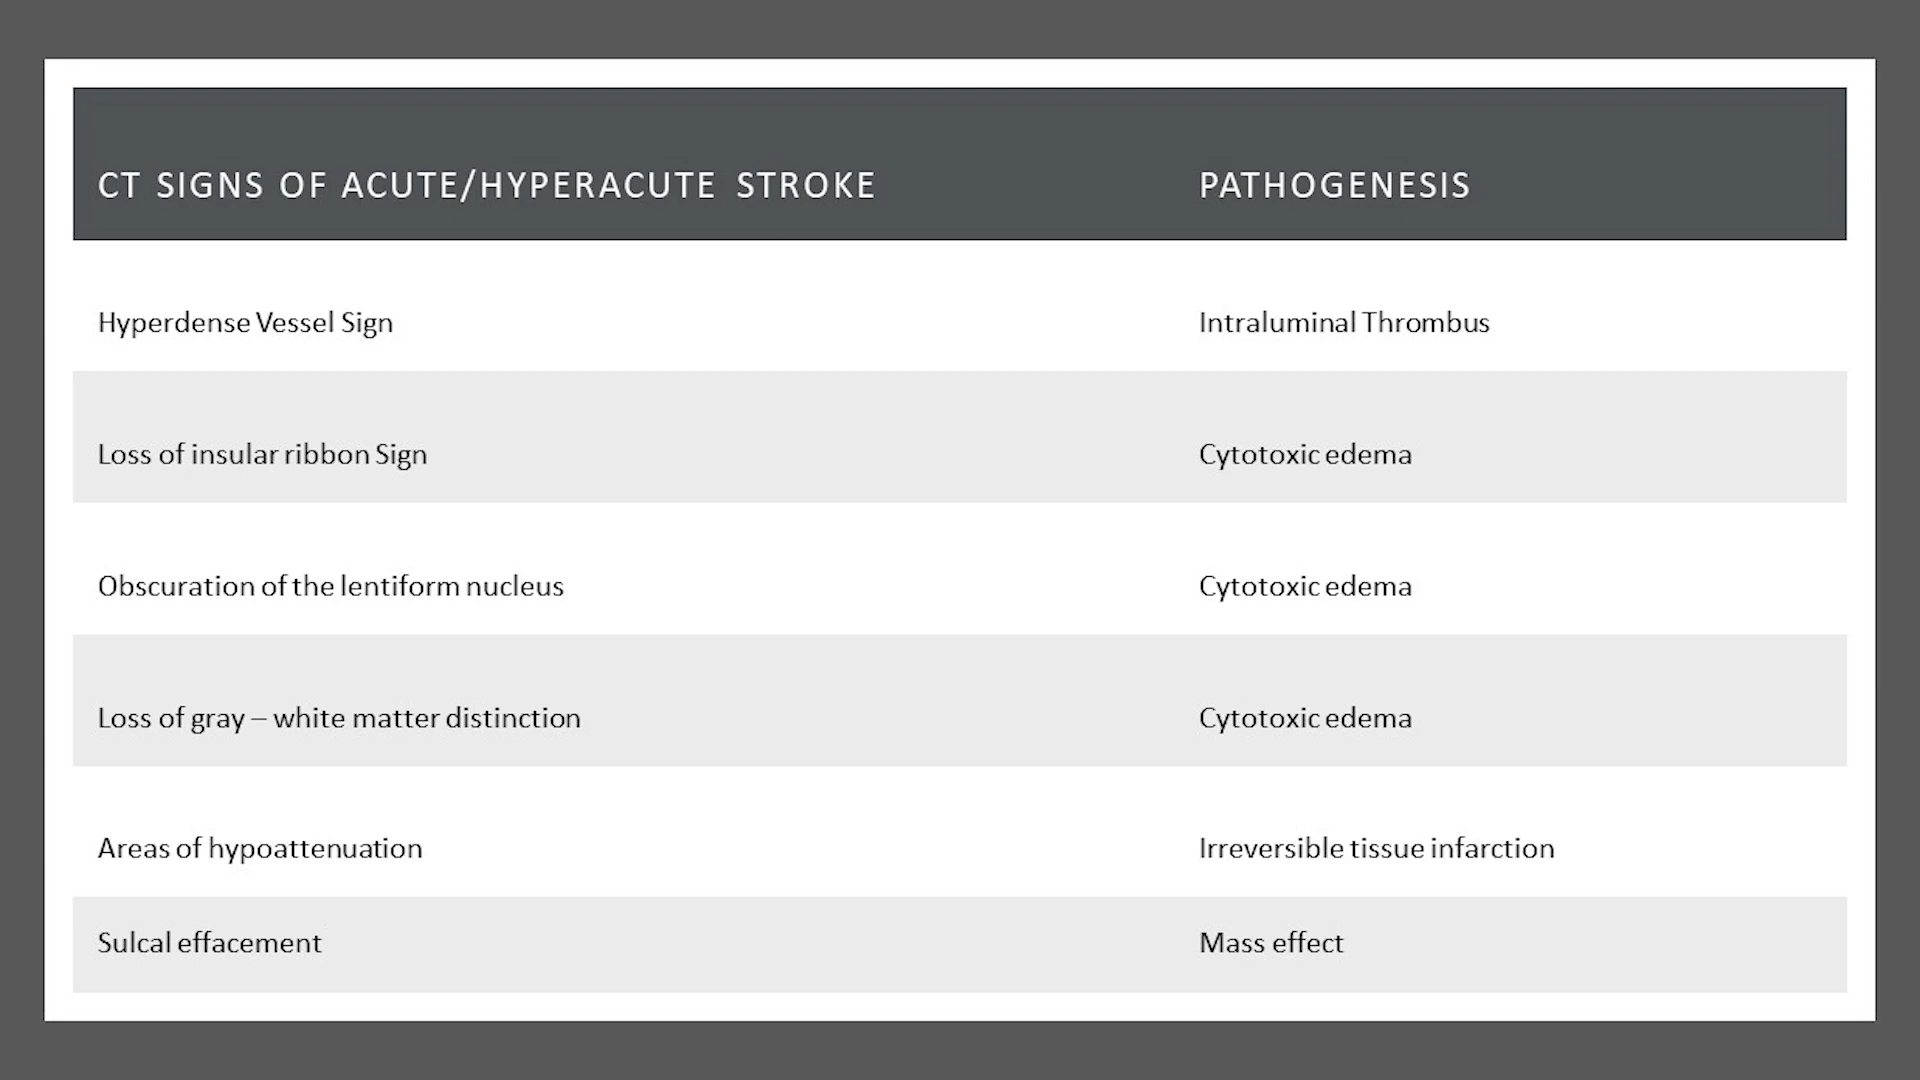 CT SIGNS OF ACUTE/HYPERACUTE STROKE PATHOGENESIS
Hyperdense Vessel Sign Intraluminal Thrombus
Loss of insular ribbon Sign Cytotoxic edema
Obscuration of the lentiform nucleus Cytotoxic edema
Loss of gray – white matter distinction Cytotoxic edema
Areas of hypoattenuation Irreversible tissue infarction
Sulcal effacement Mass effect